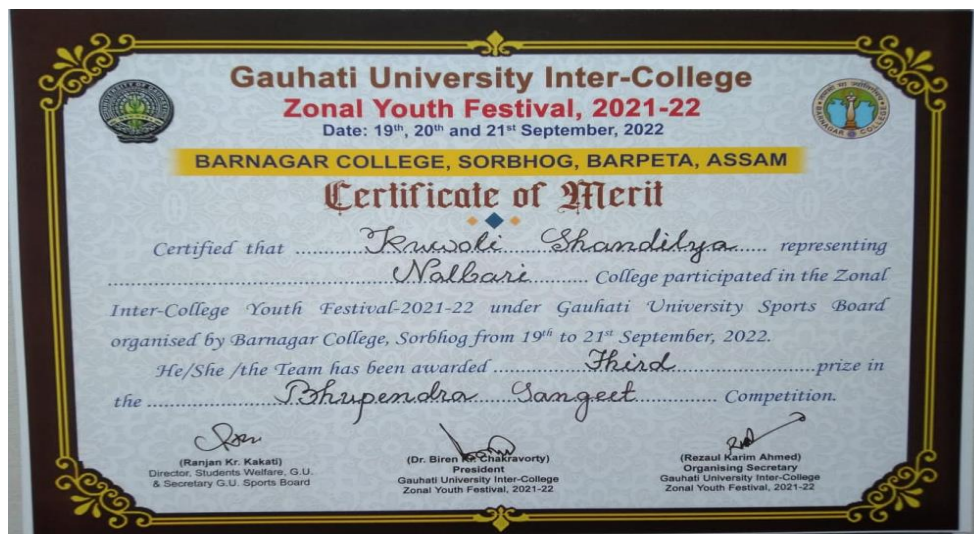 Gauhati University Inter-College
Zonal Youth Festival, 2021-22
Date: 19th, 20th and 21st September, 2022
BARNAGAR COLLEGE, SORBHOG, BARPETA, ASSAM
Certificate of Merit
Certified that ............ Kuwoli Shandilya ...... representing
............ Nalbari ............ College participated in the Zonal
Inter-College Youth Festival-2021-22 under Gauhati University Sports Board
organised by Barnagar College, Sorbhog from 19th to 21st September, 2022.
He/She /the Team has been awarded ............ Third ............ prize in
the ............ Bhupendra Sangeet ............ Competition.
(Ranjan Kr. Kakati)
Director, Students Welfare, G.U.
& Secretary G.U. Sports Board
(Dr. Biren Kr. Chakravorty)
President
Gauhati University Inter-College
Zonal Youth Festival, 2021-22
(Rezaul Karim Ahmed)
Organising Secretary
Gauhati University Inter-College
Zonal Youth Festival, 2021-22